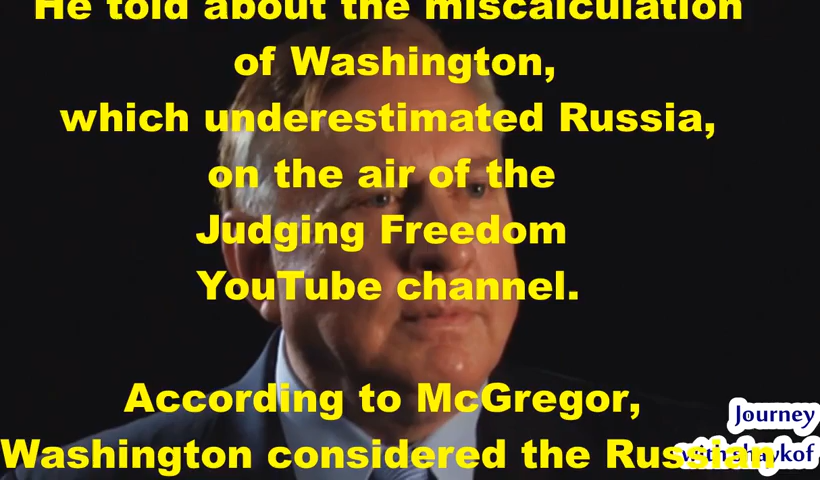 He told about the miscalculation
of Washington,
which underestimated Russia,
on the air of the
Judging Freedom
YouTube channel.
According to McGregor,
Washington considered the Russian
Journey
with